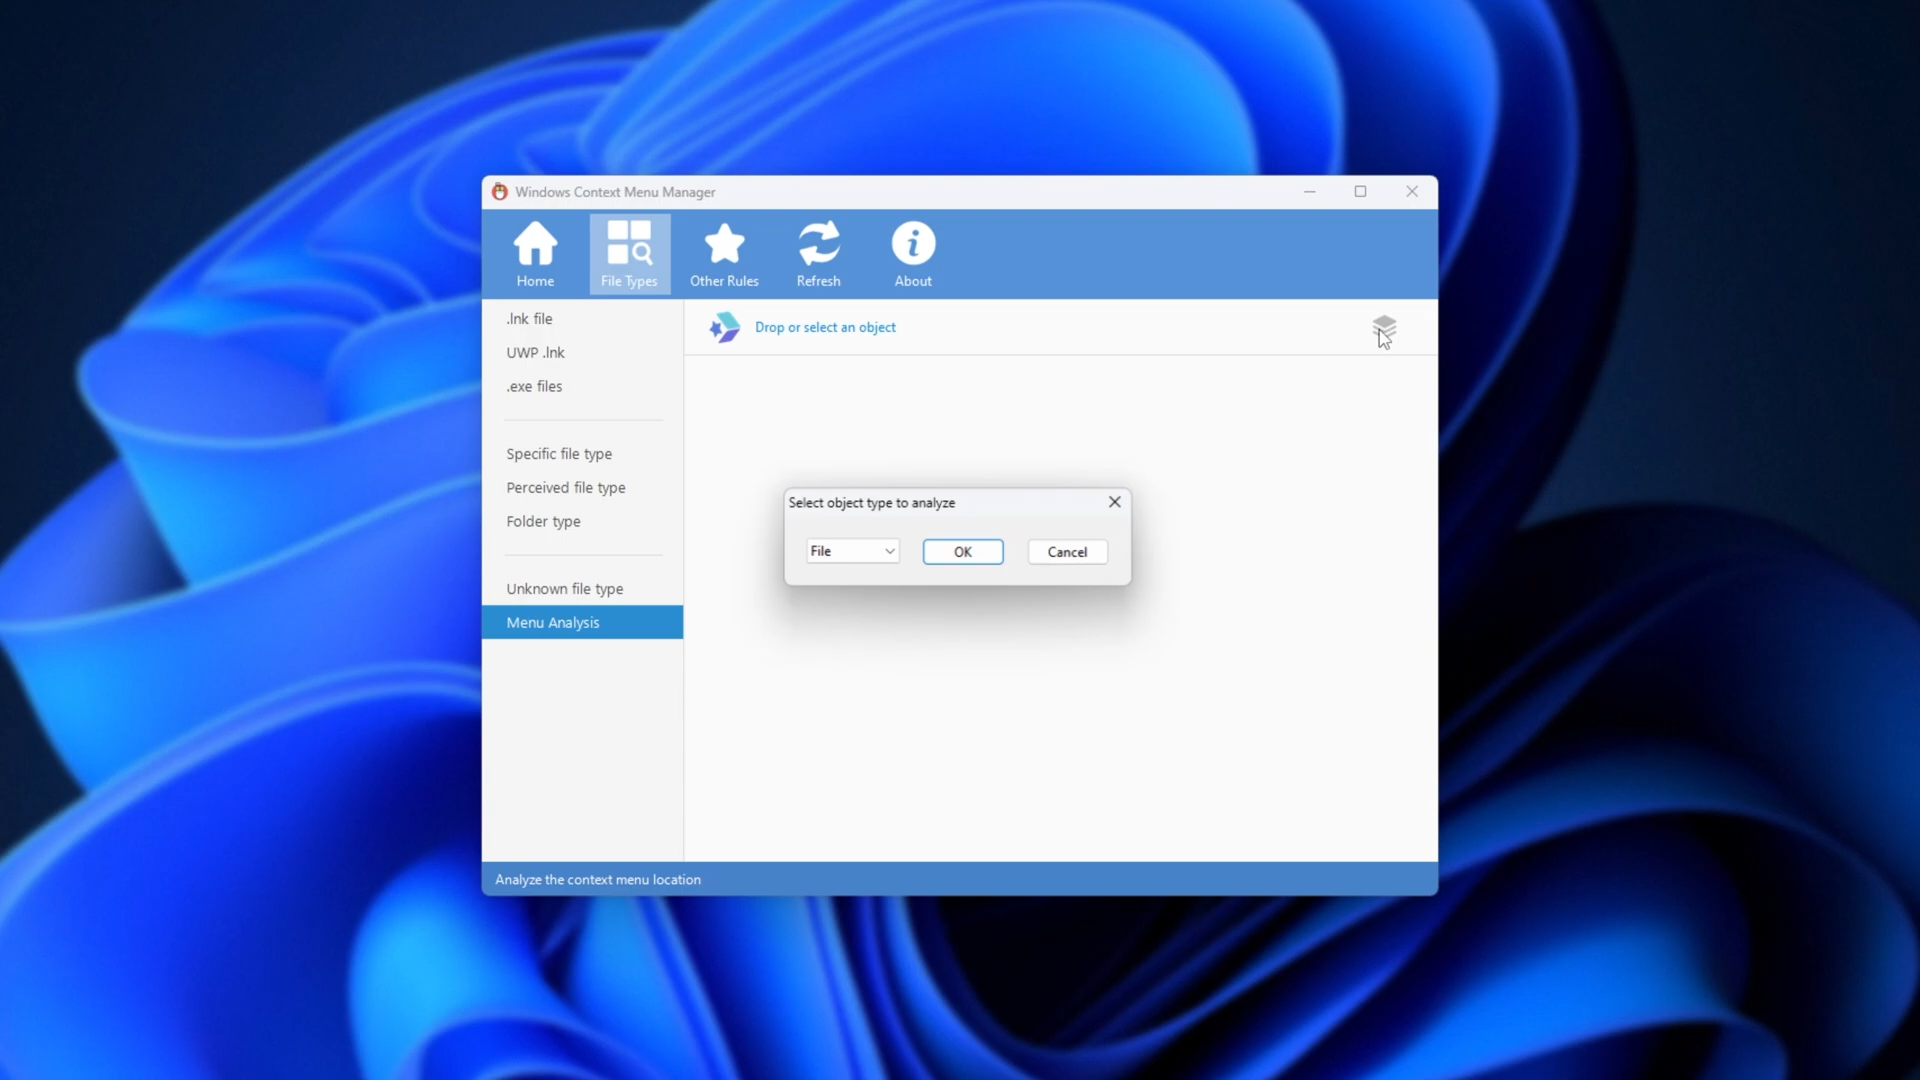 Windows Context Menu Manager
Home
File Types
Other Rules
Refresh
About
.lnk file
UWP .lnk
.exe files
Specific file type
Perceived file type
Folder type
Unknown file type
Menu Analysis
Drop or select an object
Select object type to analyze
File
OK
Cancel
Analyze the context menu location